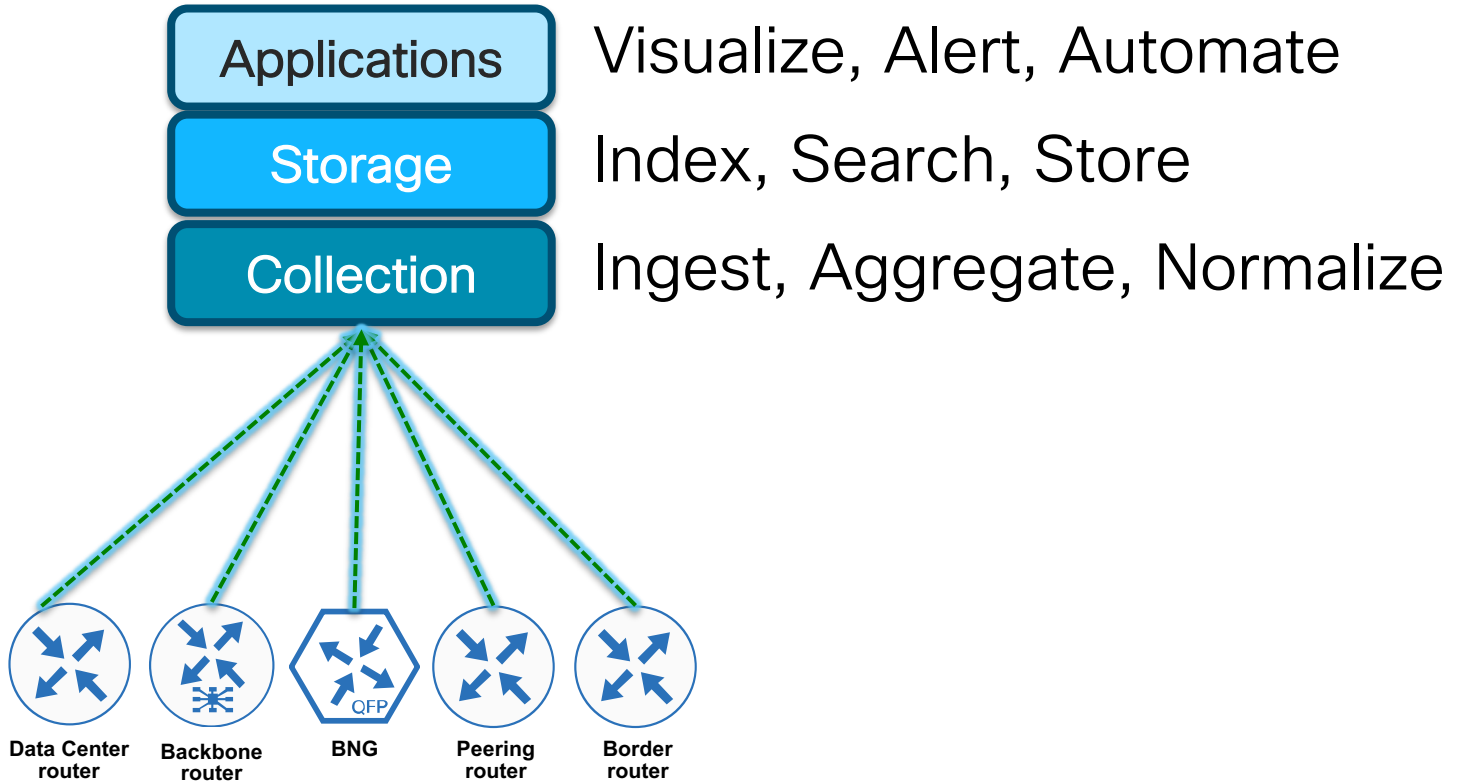 Applications
Visualize, Alert, Automate
Storage
Index, Search, Store
Collection
Ingest, Aggregate, Normalize
QFP
Data Center
router
Backbone
router
BNG
Peering
router
Border
router